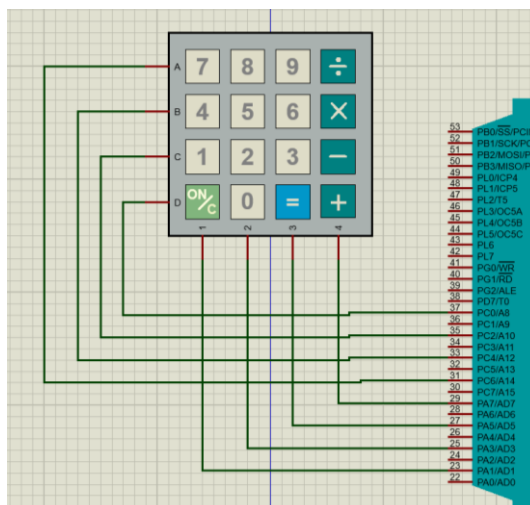 A 7 8 9 ÷
B 4 5 6 ×
C 1 2 3 −
D ON/C 0 = +
1 2 3 4
53 PB0/SS/PCI
52 PB1/SCK/PC
51 PB2/MOSI/P
50 PB3/MISO/P
49 PL0/ICP4
48 PL1/ICP5
47 PL2/T5
46 PL3/OC5A
45 PL4/OC5B
44 PL5/OC5C
43 PL6
42 PL7
41 PG0/WR
40 PG1/RD
39 PG2/ALE
38 PD7/T0
37 PC0/A8
36 PC1/A9
35 PC2/A10
34 PC3/A11
33 PC4/A12
32 PC5/A13
31 PC6/A14
30 PC7/A15
29 PA7/AD7
28 PA6/AD6
27 PA5/AD5
26 PA4/AD4
25 PA3/AD3
24 PA2/AD2
23 PA1/AD1
22 PA0/AD0